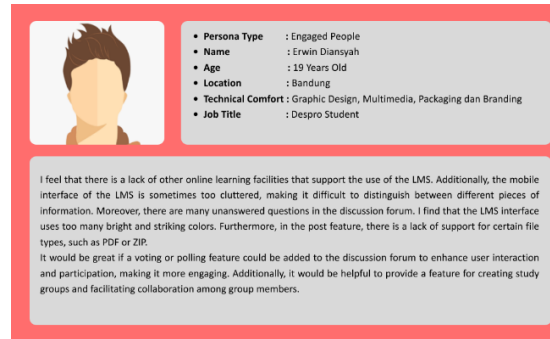 • Persona Type : Engaged People
• Name : Erwin Diansyah
• Age : 19 Years Old
• Location : Bandung
• Technical Comfort : Graphic Design, Multimedia, Packaging dan Branding
• Job Title : Despro Student
I feel that there is a lack of other online learning facilities that support the use of the LMS. Additionally, the mobile
interface of the LMS is sometimes too cluttered, making it difficult to distinguish between different pieces of
information. Moreover, there are many unanswered questions in the discussion forum. I find that the LMS interface
uses too many bright and striking colors. Furthermore, in the post feature, there is a lack of support for certain file
types, such as PDF or ZIP.
It would be great if a voting or polling feature could be added to the discussion forum to enhance user interaction
and participation, making it more engaging. Additionally, it would be helpful to provide a feature for creating study
groups and facilitating collaboration among group members.